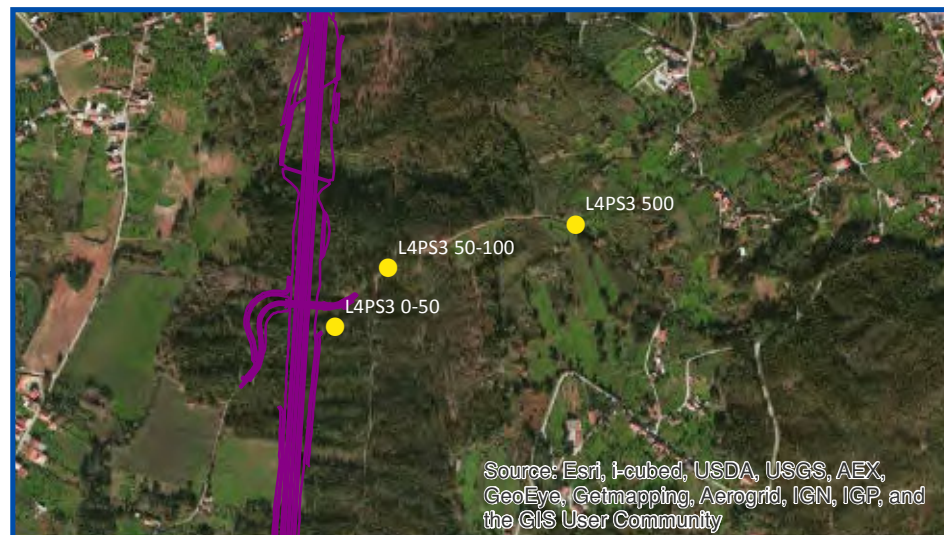 L4PS3 500
L4PS3 50-100
L4PS3 0-50
Source: Esri, i-cubed, USDA, USGS, AEX,
GeoEye, Getmapping, Aerogrid, IGN, IGP, and
the GIS User Community